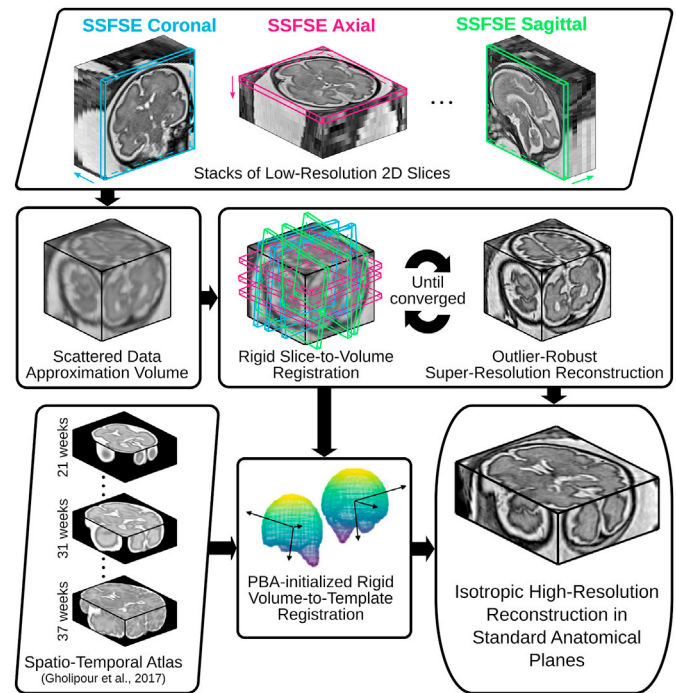 SSFSE Coronal
SSFSE Axial
SSFSE Sagittal
...
Stacks of Low-Resolution 2D Slices
Scattered Data
Approximation Volume
Rigid Slice-to-Volume
Registration
Until
converged
Outlier-Robust
Super-Resolution Reconstruction
21 weeks
31 weeks
37 weeks
Spatio-Temporal Atlas
(Gholipour et al., 2017)
PBA-initialized Rigid
Volume-to-Template
Registration
Isotropic High-Resolution
Reconstruction in
Standard Anatomical
Planes